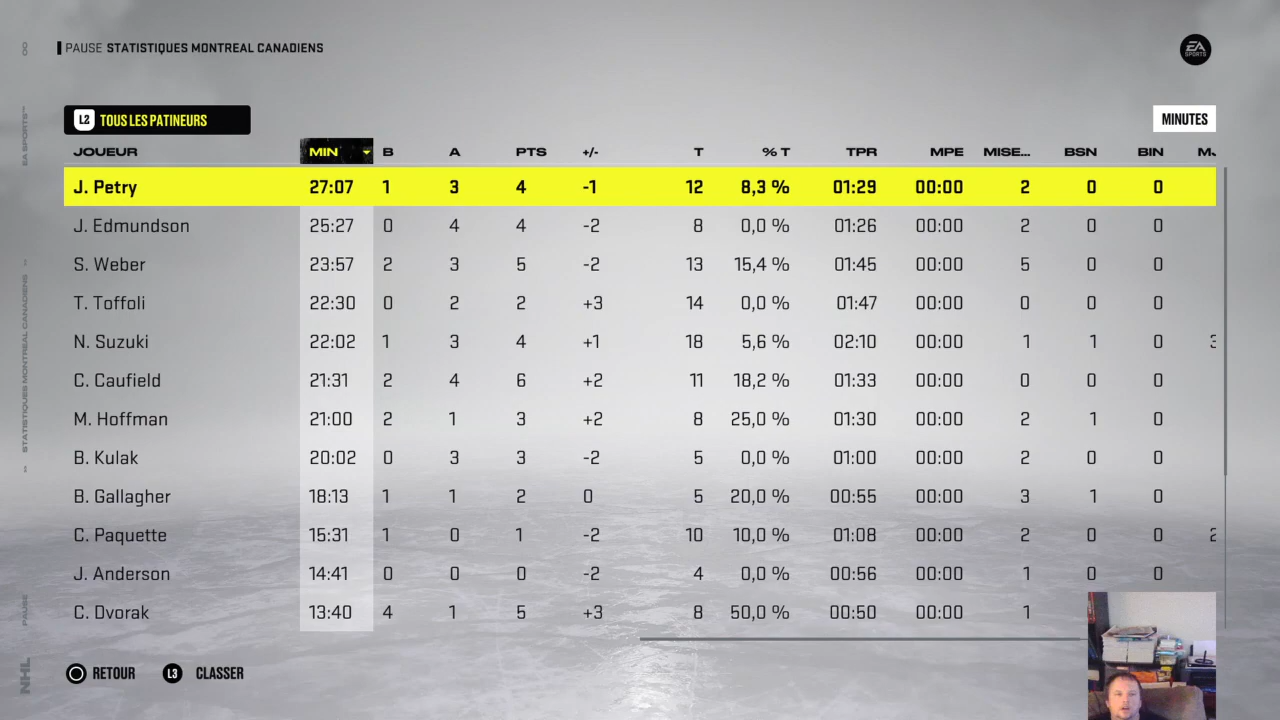 PAUSE STATISTIQUES MONTREAL CANADIENS
EA SPORTS
L2 TOUS LES PATINEURS
MINUTES
JOUEUR MIN B A PTS +/- T % T TPR MPE MISE... BSN BIN
J. Petry 27:07 1 3 4 -1 12 8,3 % 01:29 00:00 2 0 0
J. Edmundson 25:27 0 4 4 -2 8 0,0 % 01:26 00:00 2 0 0
S. Weber 23:57 2 3 5 -2 13 15,4 % 01:45 00:00 5 0 0
T. Toffoli 22:30 0 2 2 +3 14 0,0 % 01:47 00:00 0 0 0
N. Suzuki 22:02 1 3 4 +1 18 5,6 % 02:10 00:00 1 1 0
C. Caufield 21:31 2 4 6 +2 11 18,2 % 01:33 00:00 0 0 0
M. Hoffman 21:00 2 1 3 +2 8 25,0 % 01:30 00:00 2 1 0
B. Kulak 20:02 0 3 3 -2 5 0,0 % 01:00 00:00 2 0 0
B. Gallagher 18:13 1 1 2 0 5 20,0 % 00:55 00:00 3 1 0
C. Paquette 15:31 1 0 1 -2 10 10,0 % 01:08 00:00 2 0 0
J. Anderson 14:41 0 0 0 -2 4 0,0 % 00:56 00:00 1 0 0
C. Dvorak 13:40 4 1 5 +3 8 50,0 % 00:50 00:00 1
RETOUR L3 CLASSER
EA SPORTS™
STATISTIQUES MONTREAL CANADIENS
PAUSE
NHL